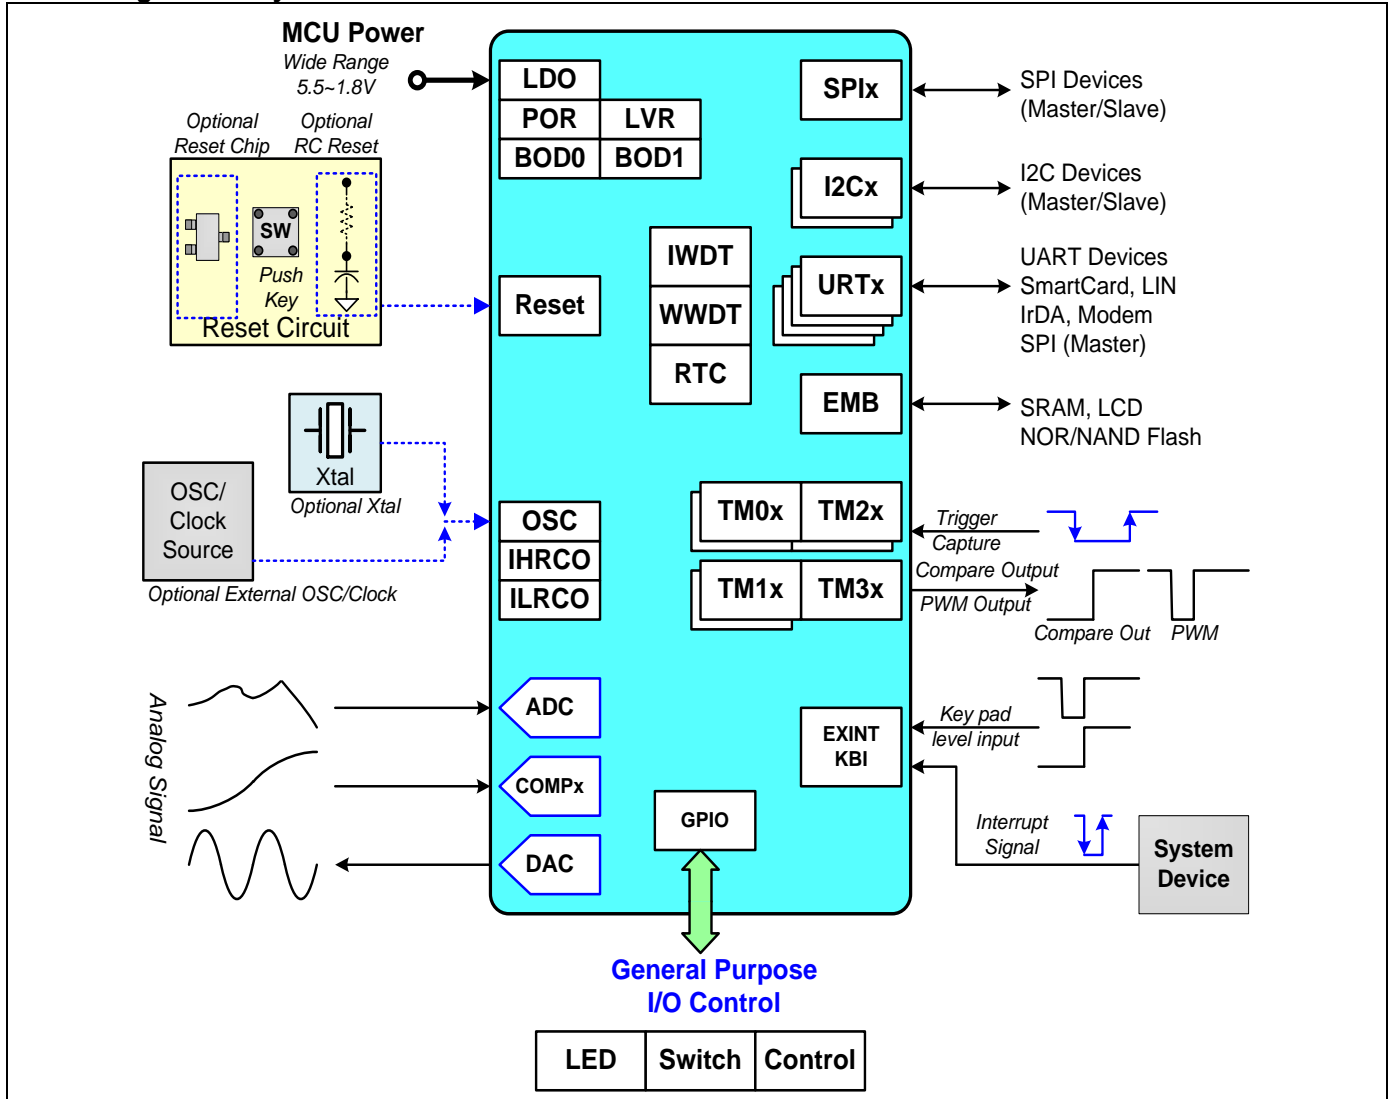 MCU Power
Wide Range
5.5~1.8V
Optional
Reset Chip
Optional
RC Reset
SW
Push
Key
Reset Circuit
LDO
POR LVR
BOD0 BOD1
Reset
IWDT
WWDT
RTC
SPIx
SPI Devices
(Master/Slave)
I2Cx
I2C Devices
(Master/Slave)
URTx
UART Devices
SmartCard, LIN
IrDA, Modem
SPI (Master)
EMB
SRAM, LCD
NOR/NAND Flash
Xtal
Optional Xtal
OSC/
Clock
Source
Optional External OSC/Clock
OSC
IHRCO
ILRCO
TM0x TM2x
TM1x TM3x
Trigger
Capture
Compare Output
PWM Output
Compare Out PWM
Analog Signal
ADC
COMPx
DAC
EXINT
KBI
Key pad
level input
Interrupt
Signal
System
Device
GPIO
General Purpose
I/O Control
LED Switch Control